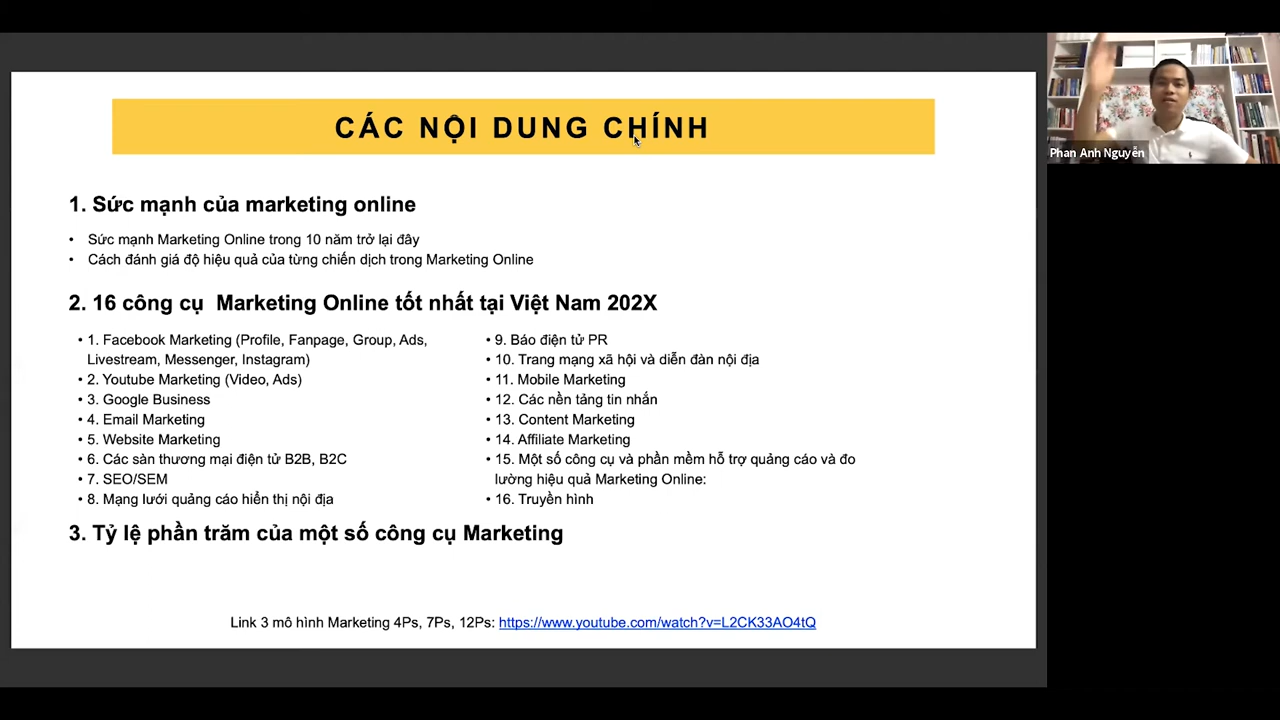 CÁC NỘI DUNG CHÍNH
Phan Anh Nguyễn
1. Sức mạnh của marketing online
• Sức mạnh Marketing Online trong 10 năm trở lại đây
• Cách đánh giá độ hiệu quả của từng chiến dịch trong Marketing Online
2. 16 công cụ Marketing Online tốt nhất tại Việt Nam 202X
• 1. Facebook Marketing (Profile, Fanpage, Group, Ads,
Livestream, Messenger, Instagram)
• 2. Youtube Marketing (Video, Ads)
• 3. Google Business
• 4. Email Marketing
• 5. Website Marketing
• 6. Các sàn thương mại điện tử B2B, B2C
• 7. SEO/SEM
• 8. Mạng lưới quảng cáo hiển thị nội địa
• 9. Báo điện tử PR
• 10. Trang mạng xã hội và diễn đàn nội địa
• 11. Mobile Marketing
• 12. Các nền tảng tin nhắn
• 13. Content Marketing
• 14. Affiliate Marketing
• 15. Một số công cụ và phần mềm hỗ trợ quảng cáo và đo
lường hiệu quả Marketing Online:
• 16. Truyền hình
3. Tỷ lệ phần trăm của một số công cụ Marketing
Link 3 mô hình Marketing 4Ps, 7Ps, 12Ps: https://www.youtube.com/watch?v=L2CK33AO4tQ